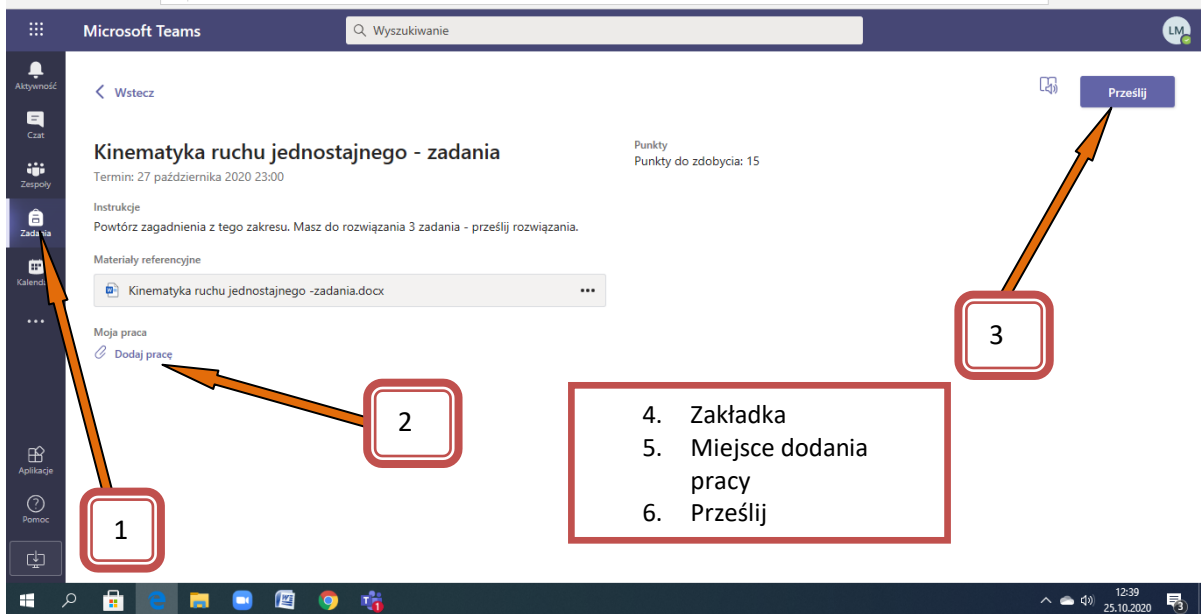 Microsoft Teams
Wyszukiwanie
LM
Aktywność
Wstecz
Prześlij
Czat
Kinematyka ruchu jednostajnego - zadania
Termin: 27 października 2020 23:00
Punkty
Punkty do zdobycia: 15
Zespoły
Instrukcje
Powtórz zagadnienia z tego zakresu. Masz do rozwiązania 3 zadania - prześlij rozwiązania.
Zadania
Materiały referencyjne
Kinematyka ruchu jednostajnego -zadania.docx
Moja praca
Dodaj pracę
3
2
4. Zakładka
5. Miejsce dodania
pracy
6. Prześlij
Aplikacje
Pomoc
1
12:39
25.10.2020
3